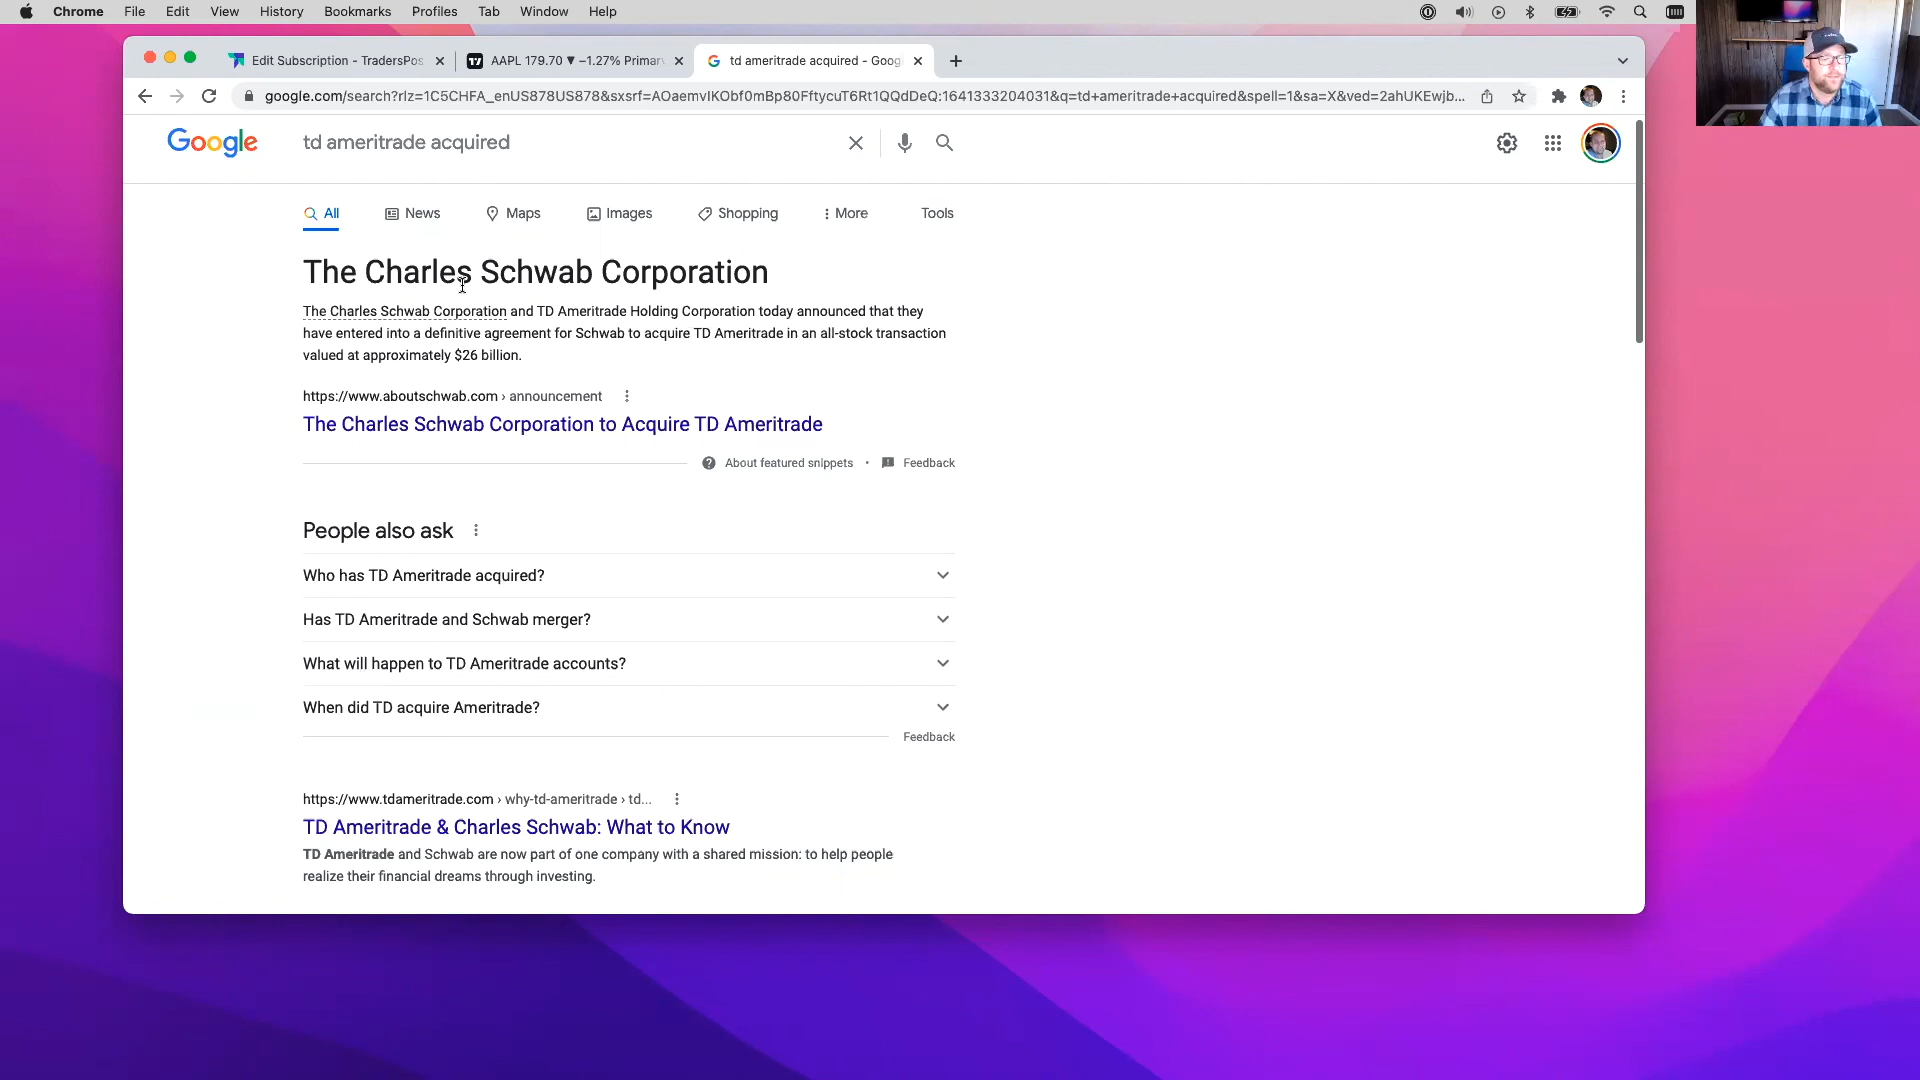 Chrome File Edit View History Bookmarks Profiles Tab Window Help
Edit Subscription - TradersPos
AAPL 179.70 ▼ −1.27% Primar
td ameritrade acquired - Goog
google.com/search?rlz=1C5CHFA_enUS878US878&sxsrf=AOaemvIKObf0mBp80FftycuT6Rt1QQdDeQ:1641333204031&q=td+ameritrade+acquired&spell=1&sa=X&ved=2ahUKEwjb...
Google
td ameritrade acquired
All News Maps Images Shopping More Tools
The Charles Schwab Corporation
The Charles Schwab Corporation and TD Ameritrade Holding Corporation today announced that they
have entered into a definitive agreement for Schwab to acquire TD Ameritrade in an all-stock transaction
valued at approximately $26 billion.
https://www.aboutschwab.com › announcement
The Charles Schwab Corporation to Acquire TD Ameritrade
About featured snippets • Feedback
People also ask
Who has TD Ameritrade acquired?
Has TD Ameritrade and Schwab merger?
What will happen to TD Ameritrade accounts?
When did TD acquire Ameritrade?
Feedback
https://www.tdameritrade.com › why-td-ameritrade › td...
TD Ameritrade & Charles Schwab: What to Know
TD Ameritrade and Schwab are now part of one company with a shared mission: to help people
realize their financial dreams through investing.